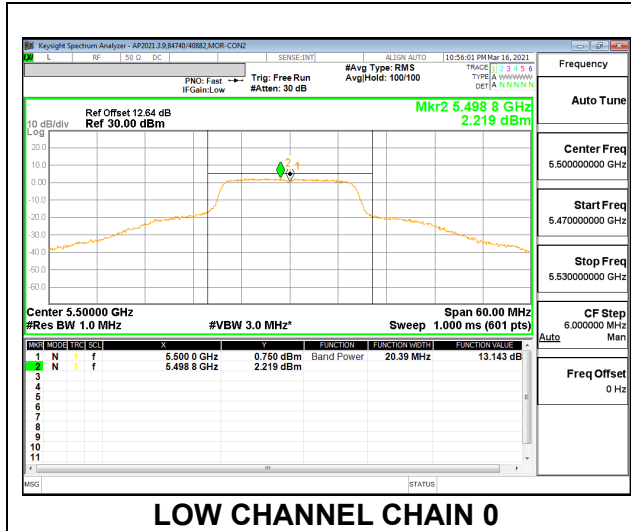 Keysight Spectrum Analyzer - AP2021.3.9,84740/40882,MOR-CON2
L RF 50 Ω DC SENSE:INT ALIGN AUTO 10:56:01 PM Mar 16, 2021
PNO: Fast Trig: Free Run #Avg Type: RMS TRACE 1 2 3 4 5 6
IFGain:Low #Atten: 30 dB Avg|Hold: 100/100 TYPE A WWWWW
DET A N N N N N
Frequency
Ref Offset 12.64 dB Mkr2 5.498 8 GHz
10 dB/div Ref 30.00 dBm 2.219 dBm
Log
20.0
10.0
0.00
-10.0
-20.0
-30.0
-40.0
-50.0
-60.0
2 1
Center 5.50000 GHz Span 60.00 MHz
#Res BW 1.0 MHz #VBW 3.0 MHz* Sweep 1.000 ms (601 pts)
MKR MODE TRC SCL X Y FUNCTION FUNCTION WIDTH FUNCTION VALUE
1 N 1 f 5.500 0 GHz 0.750 dBm Band Power 20.39 MHz 13.143 dB
2 N 1 f 5.498 8 GHz 2.219 dBm
3
4
5
6
7
8
9
10
11
MSG STATUS
Auto Tune
Center Freq
5.500000000 GHz
Start Freq
5.470000000 GHz
Stop Freq
5.530000000 GHz
CF Step
6.000000 MHz
Auto Man
Freq Offset
0 Hz
LOW CHANNEL CHAIN 0